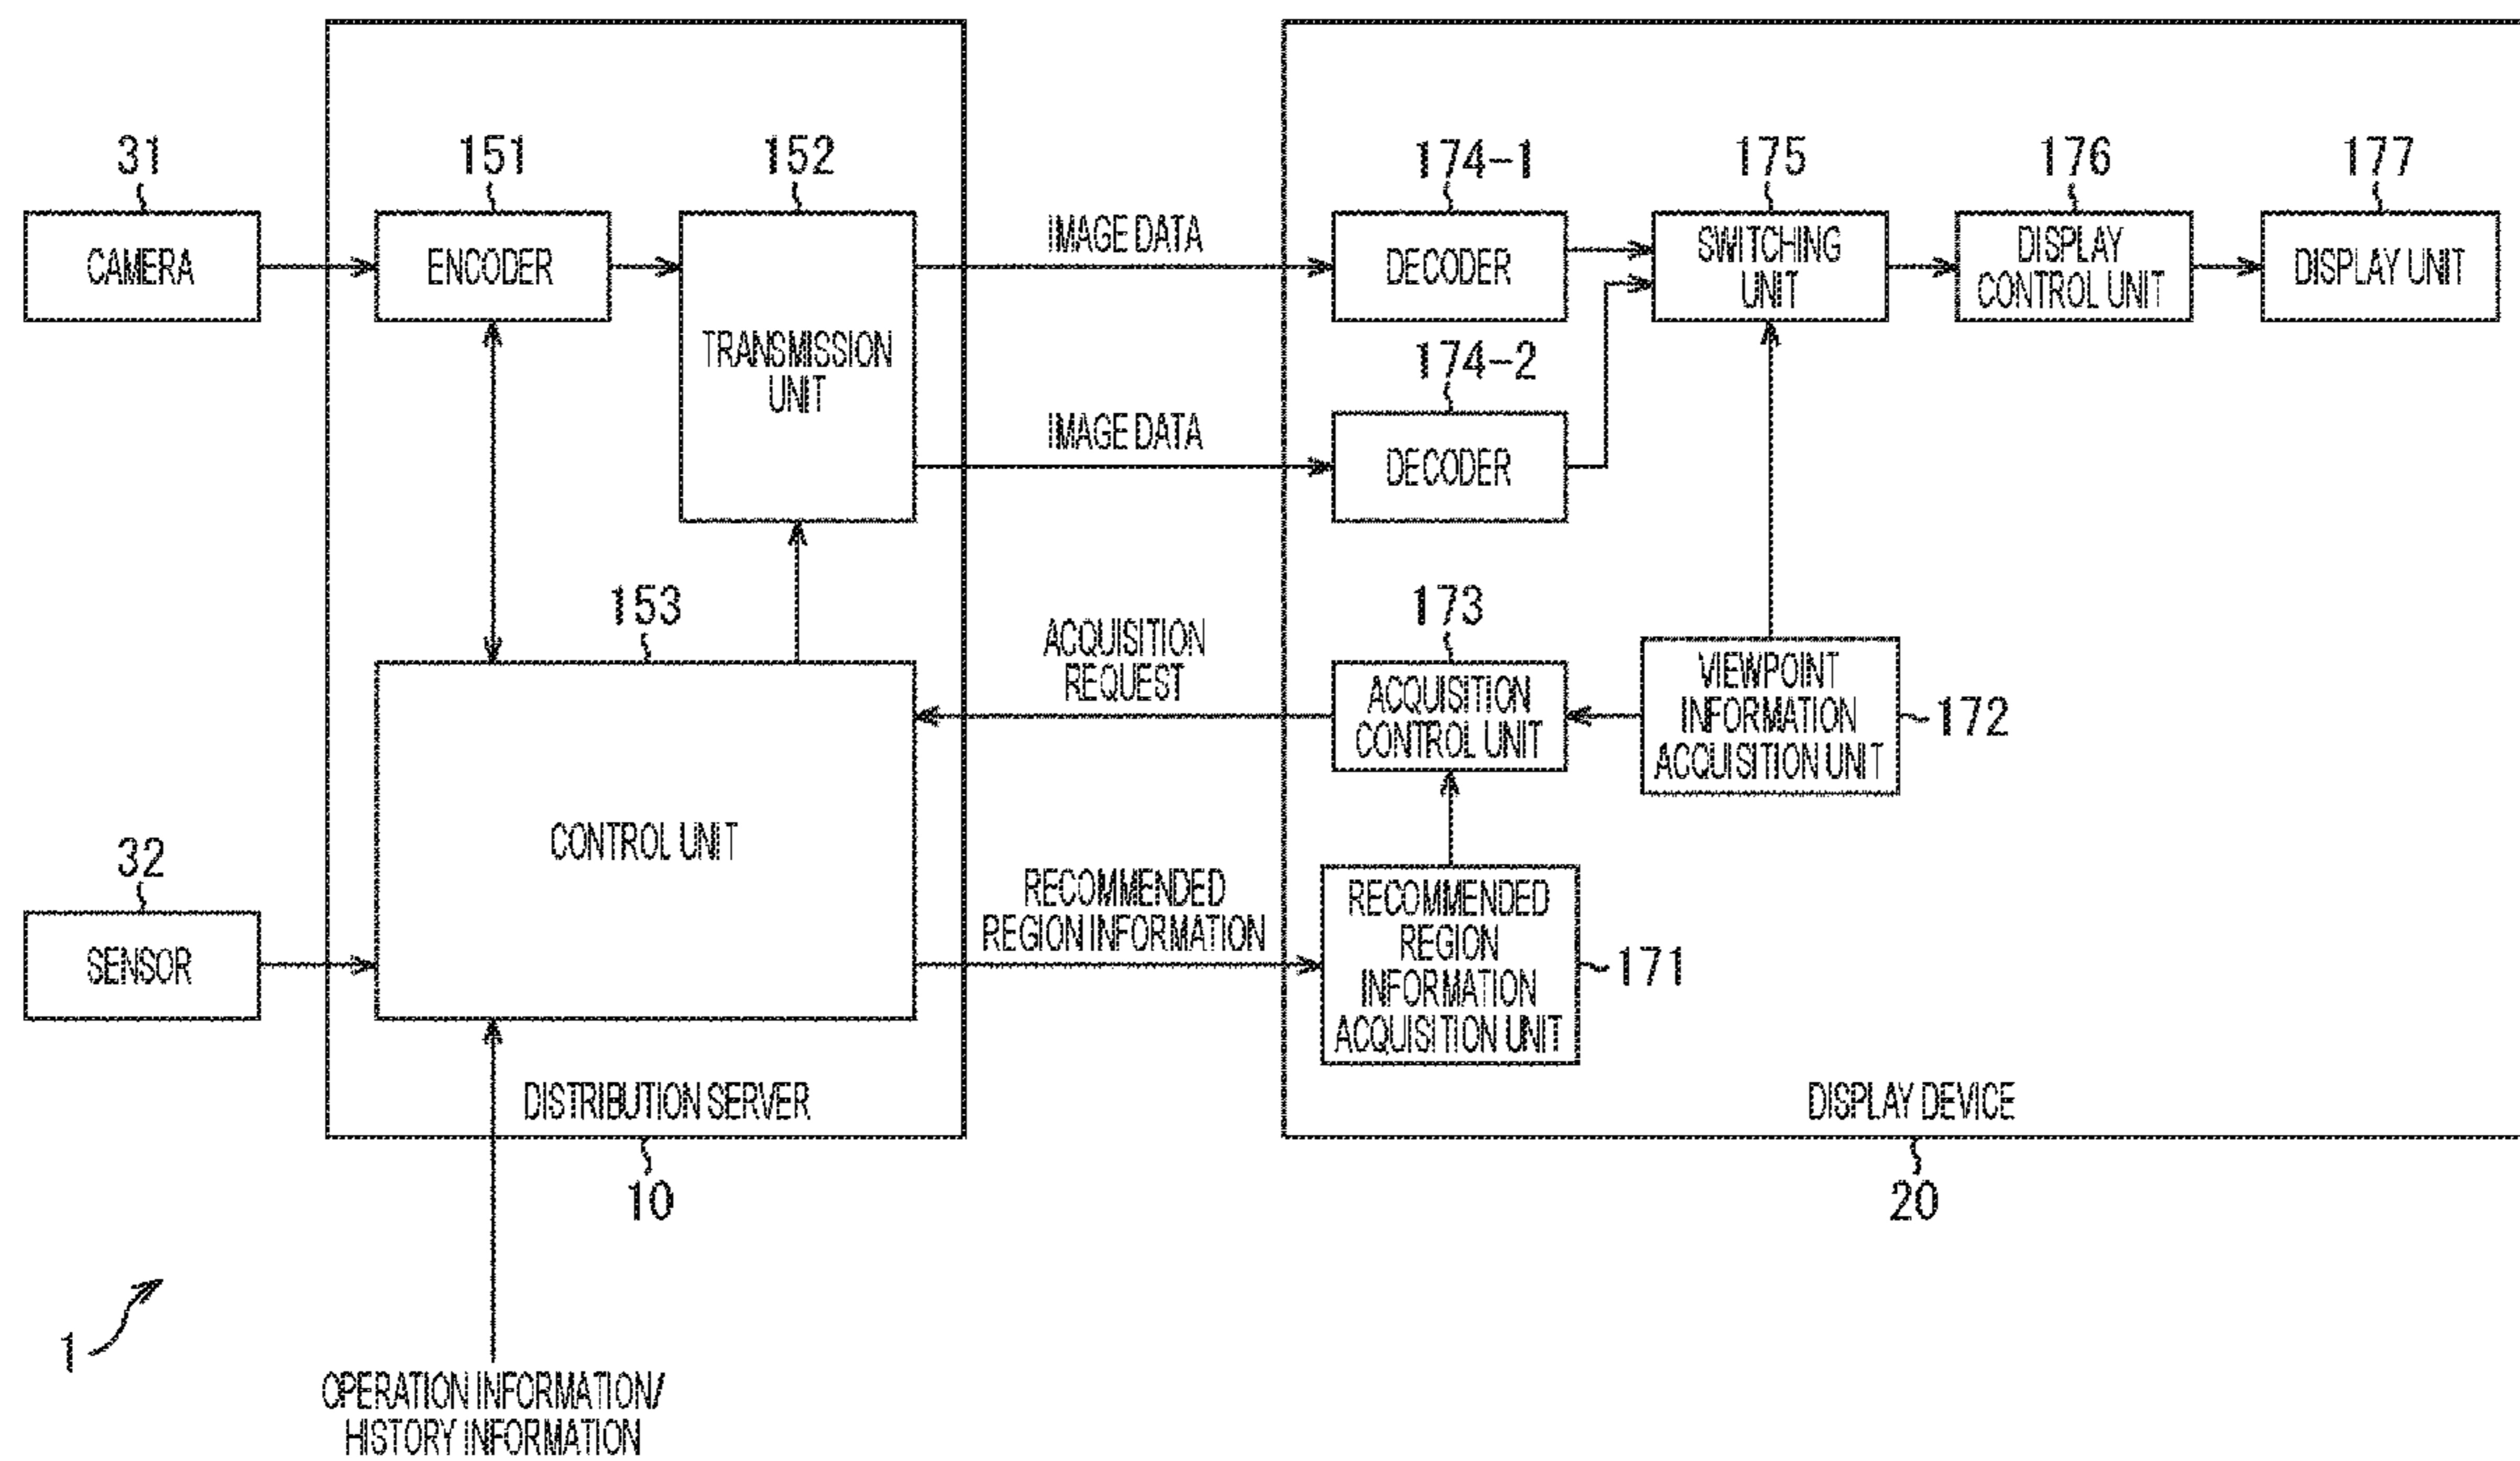 31
CAMERA
151
ENCODER
152
TRANSMISSION
UNIT
153
CONTROL UNIT
32
SENSOR
DISTRIBUTION SERVER
10
OPERATION INFORMATION/
HISTORY INFORMATION
1
IMAGE DATA
IMAGE DATA
ACQUISITION
REQUEST
RECOMMENDED
REGION INFORMATION
174-1
DECODER
174-2
DECODER
175
SWITCHING
UNIT
176
DISPLAY
CONTROL UNIT
177
DISPLAY UNIT
173
ACQUISITION
CONTROL UNIT
VIEWPOINT
INFORMATION
ACQUISITION UNIT
172
RECOMMENDED
REGION
INFORMATION
ACQUISITION UNIT
171
DISPLAY DEVICE
20